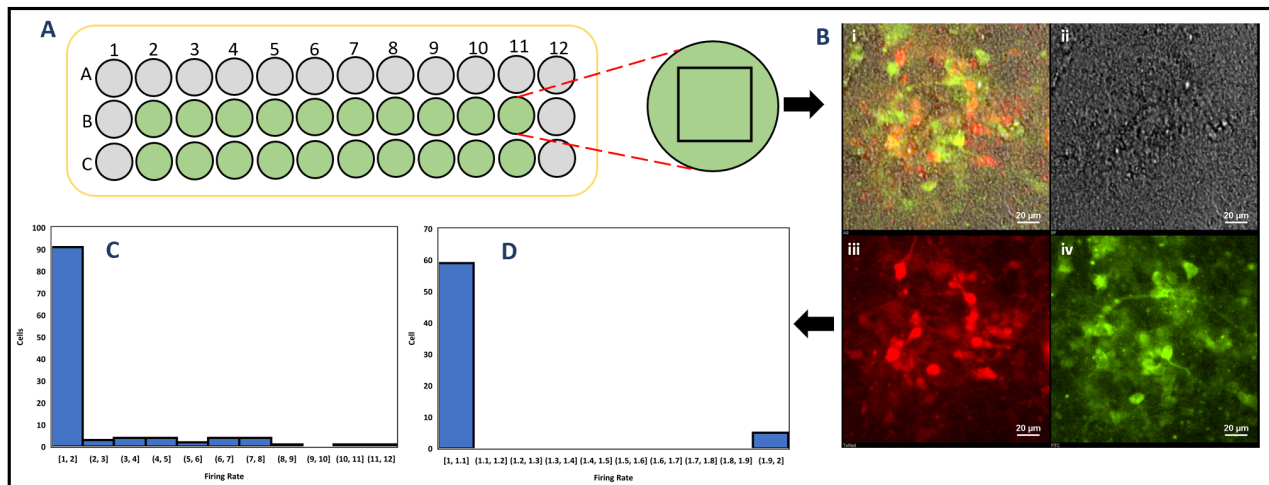 A
1 2 3 4 5 6 7 8 9 10 11 12
A
B
C
B
i
ii
20 µm
20 µm
All
BF
iii
iv
20 µm
20 µm
TxRed
FITC
C
100
90
80
70
60
50
40
30
20
10
0
Cells
[1, 2] (2, 3] (3, 4] (4, 5] (5, 6] (6, 7] (7, 8] (8, 9] (9, 10] (10, 11] (11, 12]
Firing Rate
D
70
60
50
40
30
20
10
0
Cell
[1, 1.1] (1.1, 1.2] (1.2, 1.3] (1.3, 1.4] (1.4, 1.5] (1.5, 1.6] (1.6, 1.7] (1.7, 1.8] (1.8, 1.9] (1.9, 2]
Firing Rate